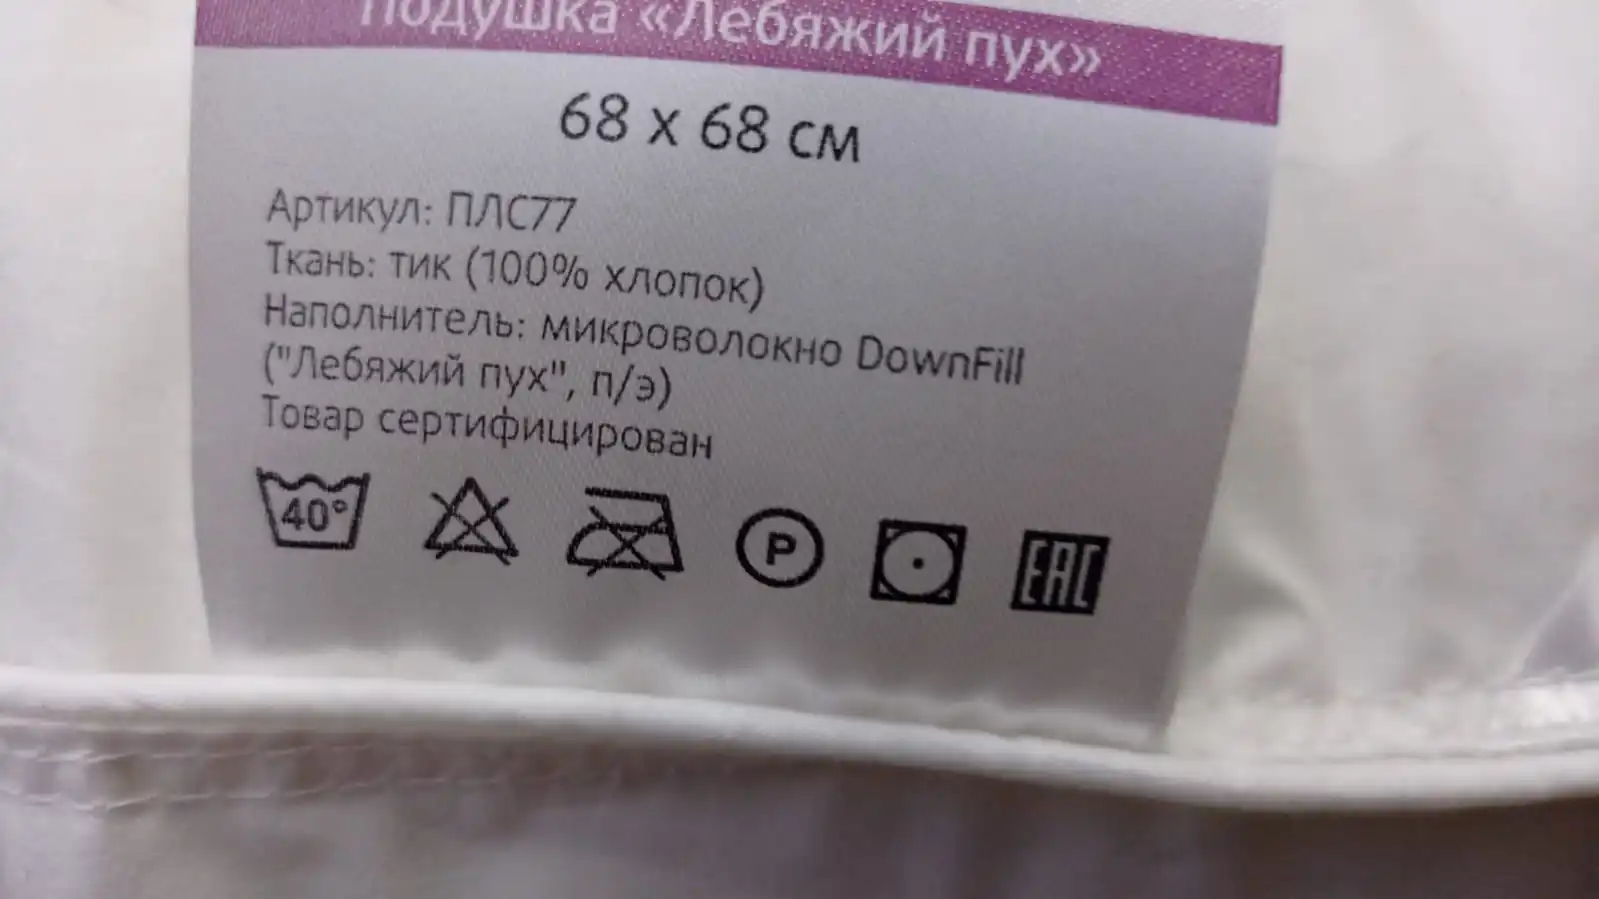 Подушка «Лебяжий пух»
68 x 68 см
Артикул: ПЛС77
Ткань: тик (100% хлопок)
Наполнитель: микроволокно DownFill
("Лебяжий пух", п/э)
Товар сертифицирован
40° P EAC